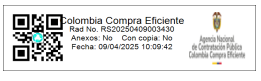 Colombia Compra Eficiente
Rad No. RS20250409003430
Anexos: No Con copia: No
Fecha: 09/04/2025 10:09:42
Agencia Nacional
de Contratación Pública
Colombia Compra Eficiente